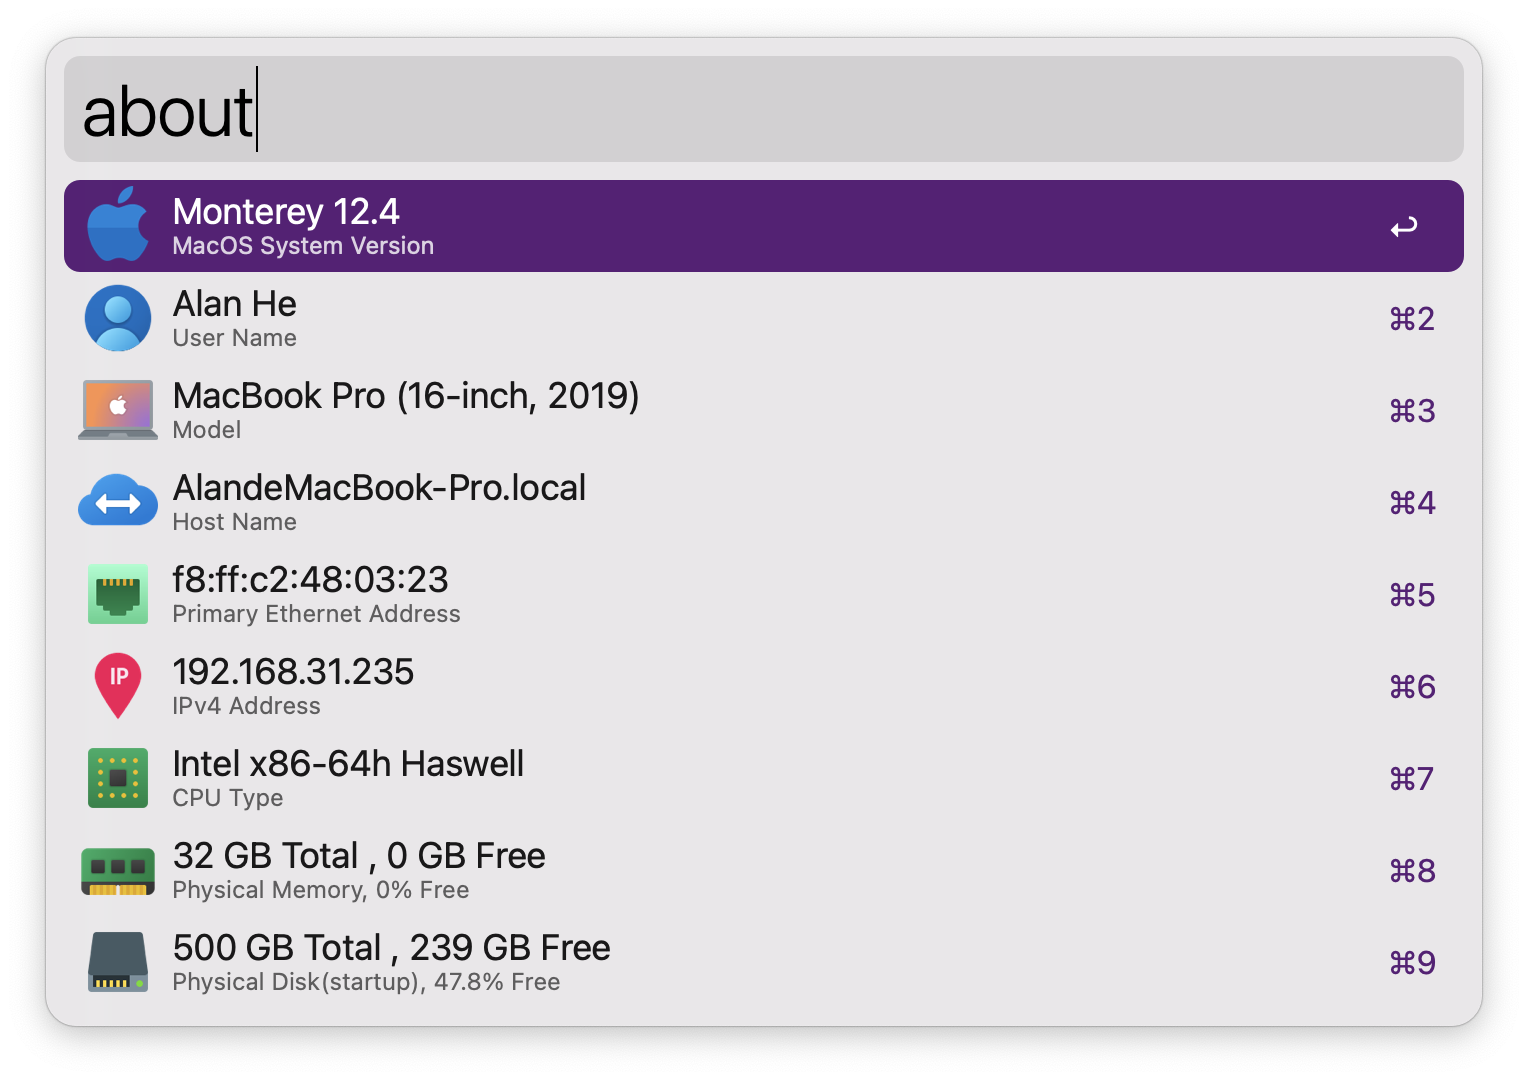 about
Monterey 12.4
MacOS System Version
Alan He
User Name
⌘2
MacBook Pro (16-inch, 2019)
Model
⌘3
AlandeMacBook-Pro.local
Host Name
⌘4
f8:ff:c2:48:03:23
Primary Ethernet Address
⌘5
IP
192.168.31.235
IPv4 Address
⌘6
Intel x86-64h Haswell
CPU Type
⌘7
32 GB Total , 0 GB Free
Physical Memory, 0% Free
⌘8
500 GB Total , 239 GB Free
Physical Disk(startup), 47.8% Free
⌘9